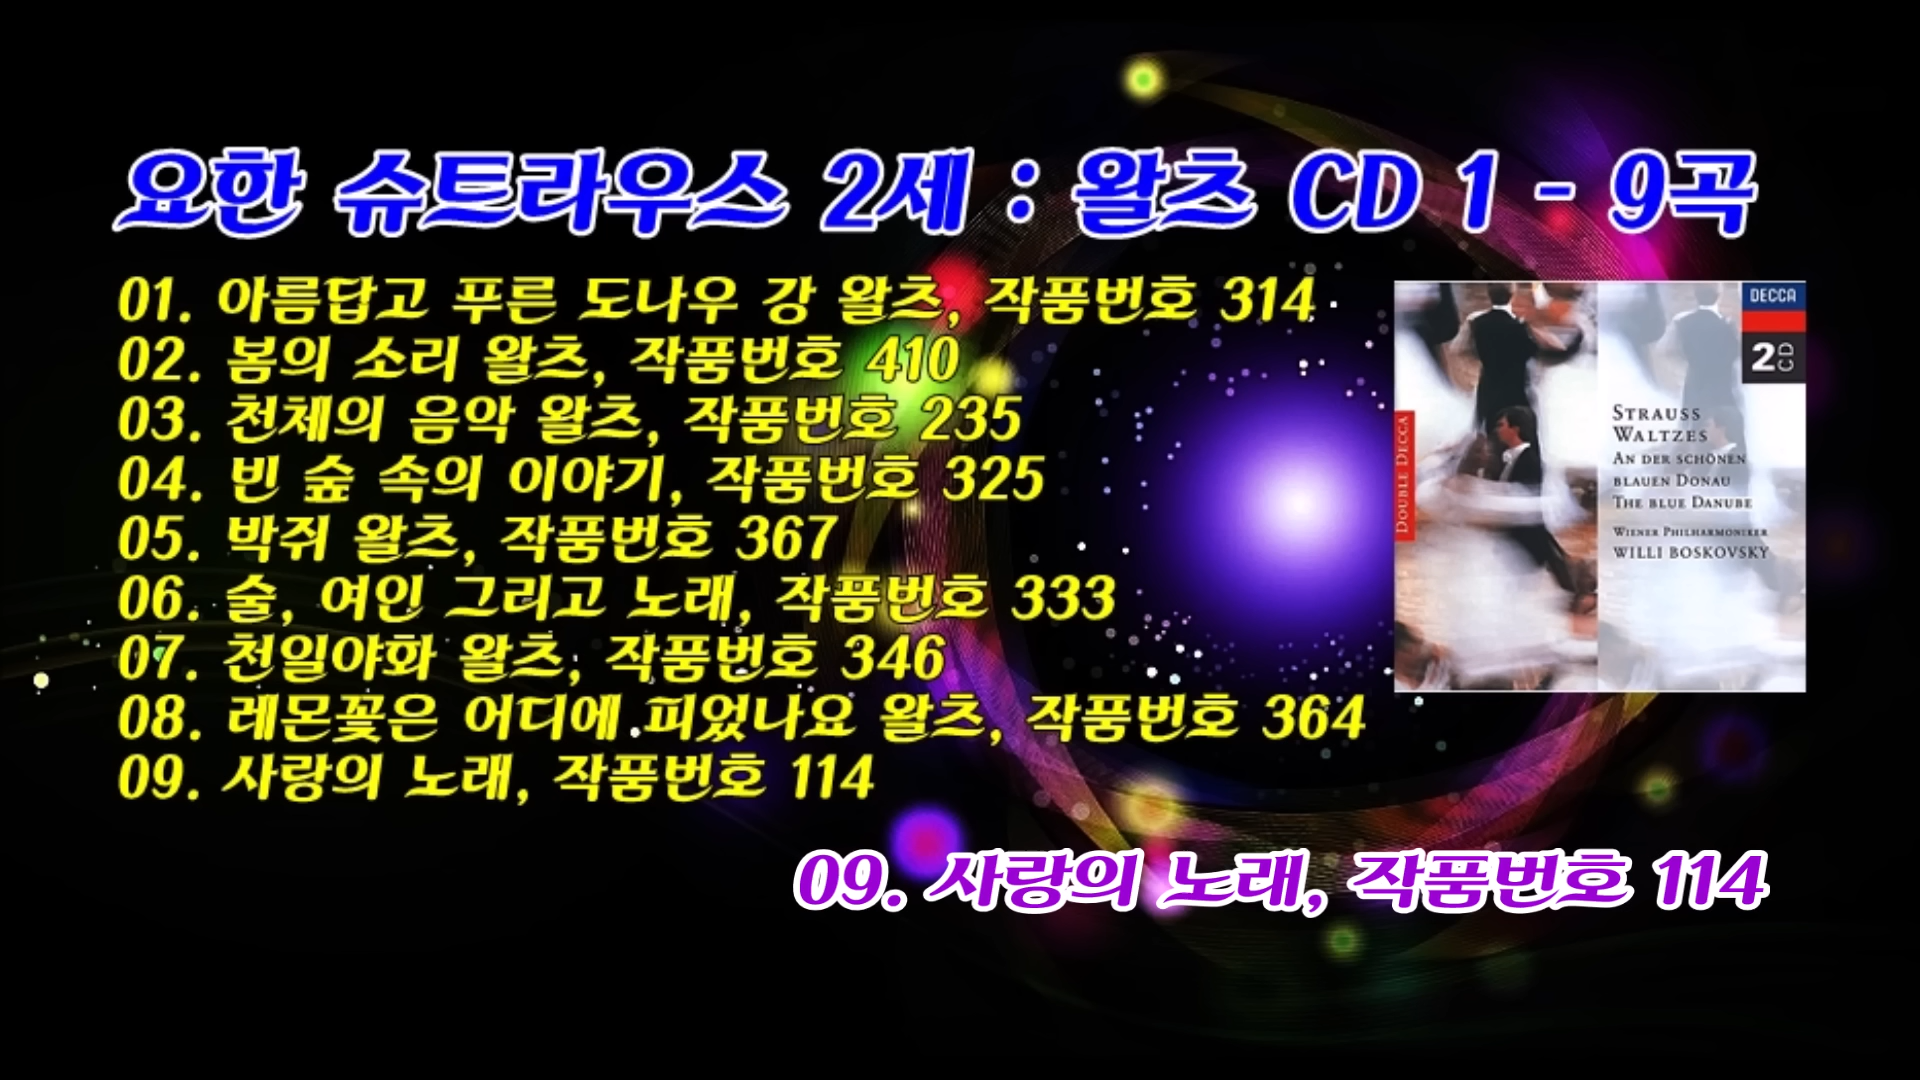 요한 슈트라우스 2세 : 왈츠 CD 1 - 9곡
01. 아름답고 푸른 도나우 강 왈츠, 작품번호 314
02. 봄의 소리 왈츠, 작품번호 410
03. 천체의 음악 왈츠, 작품번호 235
04. 빈 숲 속의 이야기, 작품번호 325
05. 박쥐 왈츠, 작품번호 367
06. 술, 여인 그리고 노래, 작품번호 333
07. 천일야화 왈츠, 작품번호 346
08. 레몬꽃은 어디에 피었나요 왈츠, 작품번호 364
09. 사랑의 노래, 작품번호 114
DECCA
2 CD
DOUBLE DECCA
STRAUSS
WALTZES
AN DER SCHÖNEN
BLAUEN DONAU
THE BLUE DANUBE
WIENER PHILHARMONIKER
WILLI BOSKOVSKY
09. 사랑의 노래, 작품번호 114